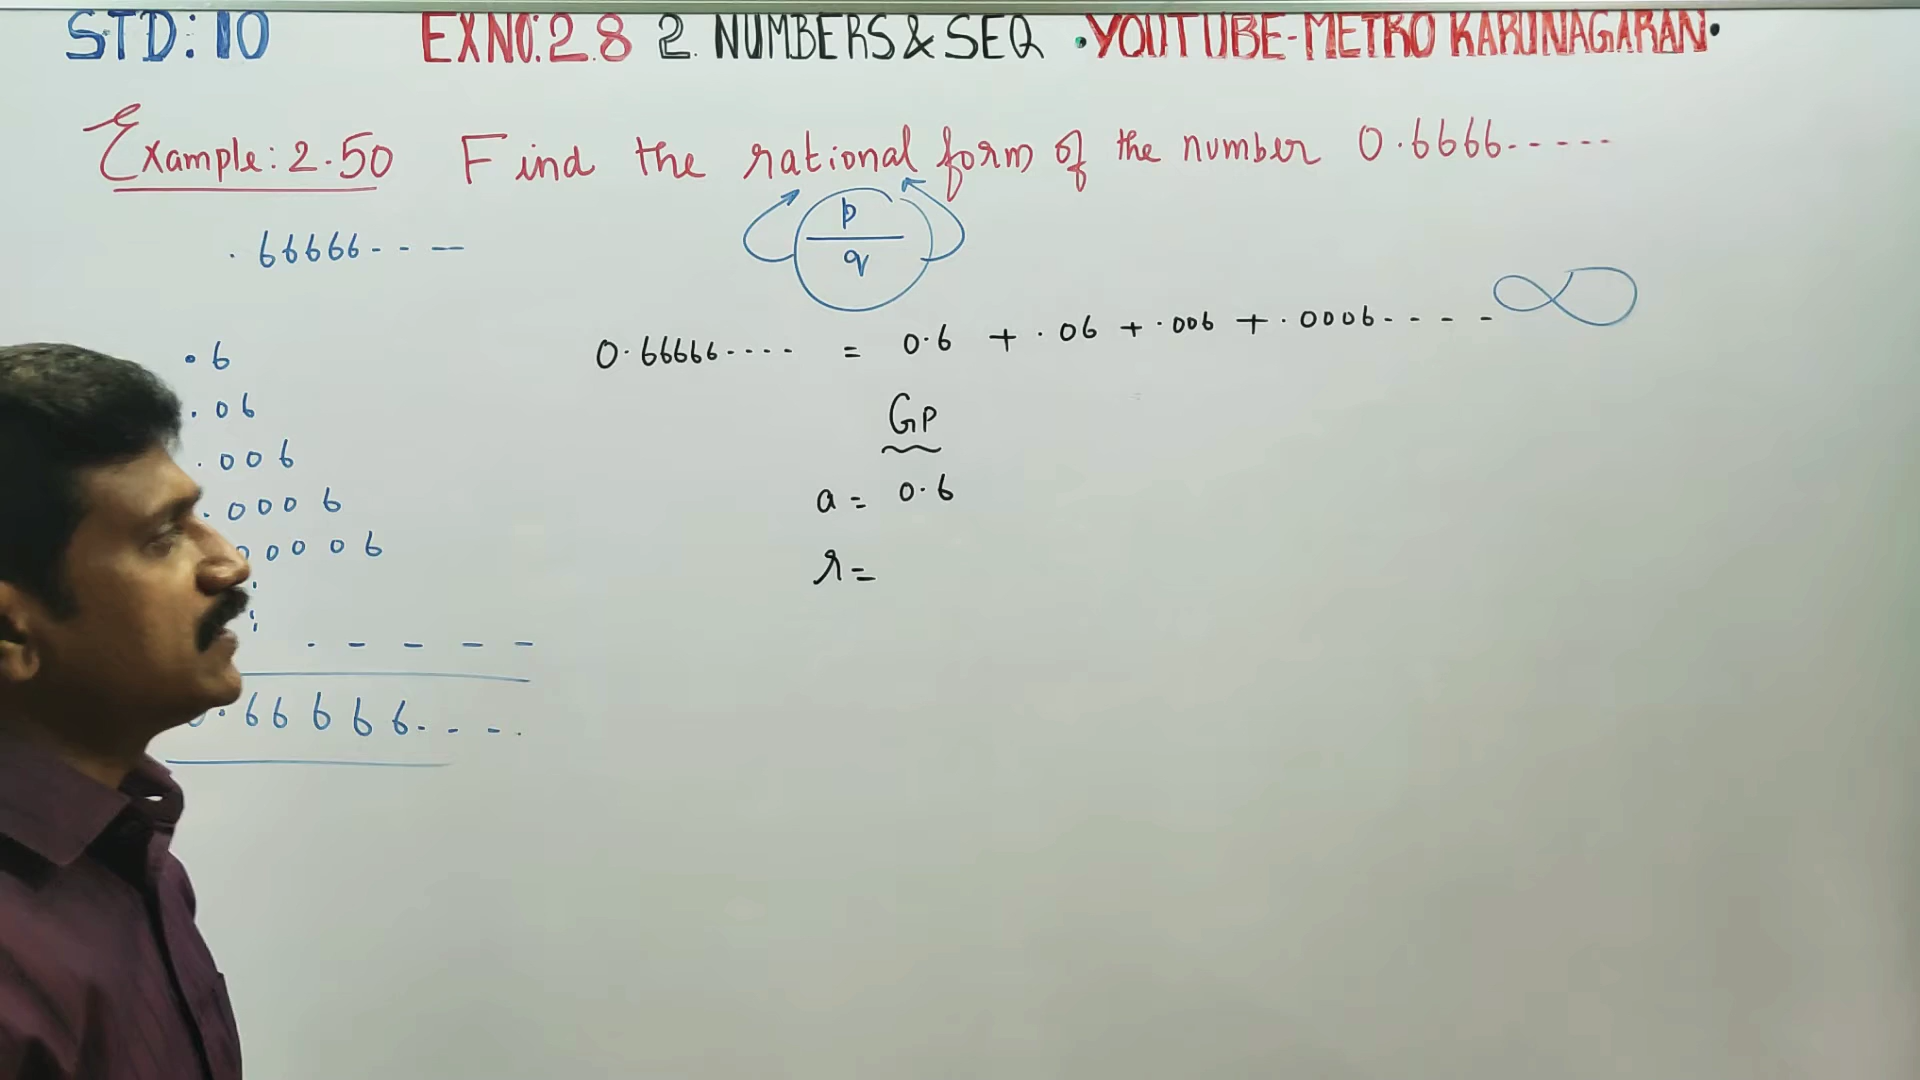 STD: 10 EXNO: 2.8 2. NUMBERS & SEQ • YOUTUBE-METRO KARUNAGARAN •
Example: 2.50 Find the rational form of the number 0.6666-----
p
q
.66666---
0.66666.... = 0.6 + .06 + .006 + .0006.---- ∞
.6
.06
.006
.0006
00006
. - - - - -
.66666.--.
GP
a = 0.6
r =